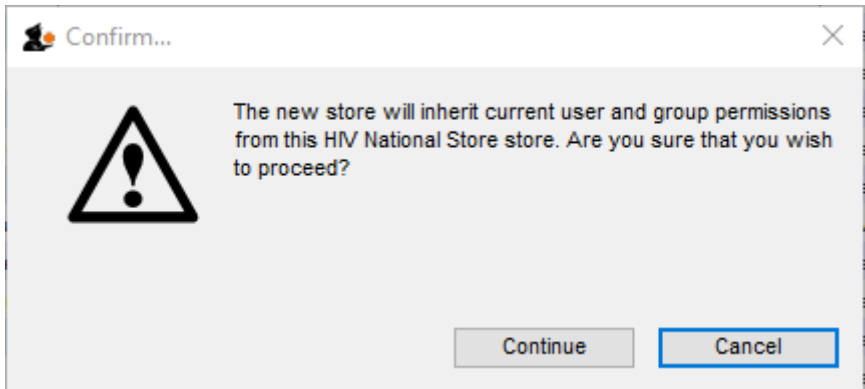 Confirm...
The new store will inherit current user and group permissions
from this HIV National Store store. Are you sure that you wish
to proceed?
Continue
Cancel